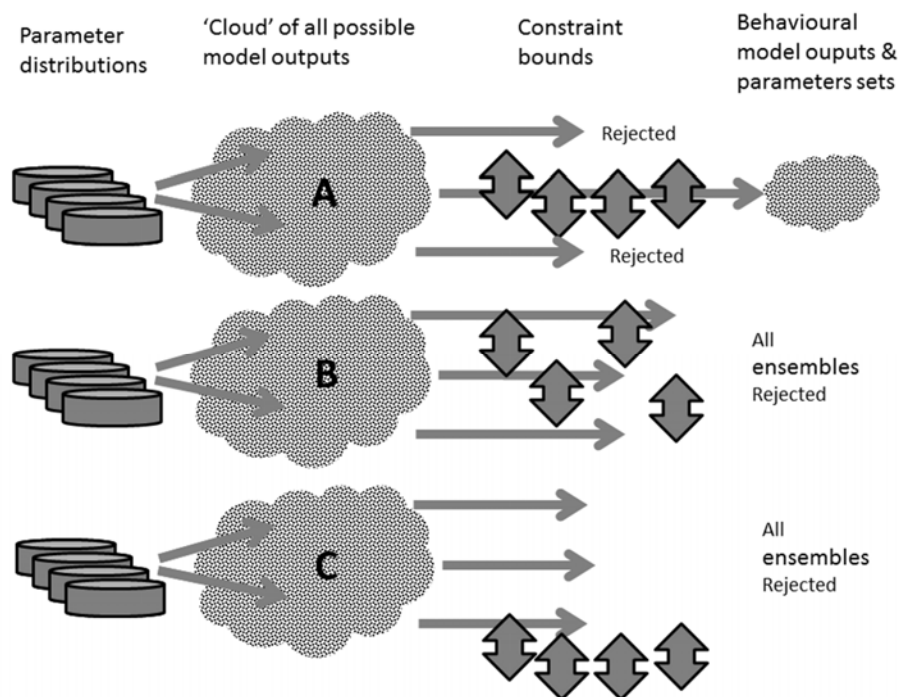 Parameter
distributions
‘Cloud’ of all possible
model outputs
Constraint
bounds
Behavioural
model ouputs &
parameters sets
A
Rejected
Rejected
B
All
ensembles
Rejected
C
All
ensembles
Rejected